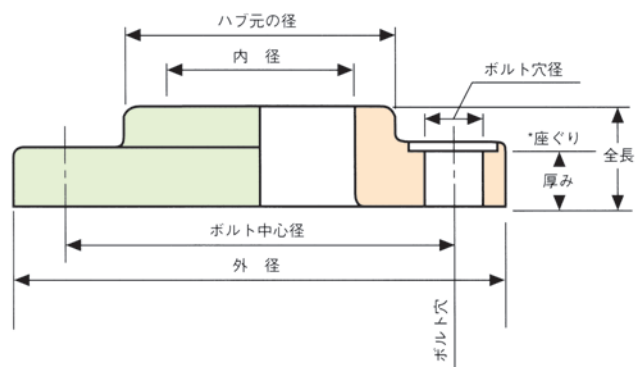 ハブ元の径
内 径
ボルト穴径
*座ぐり
全長
厚み
ボルト中心径
外 径
ボルト穴